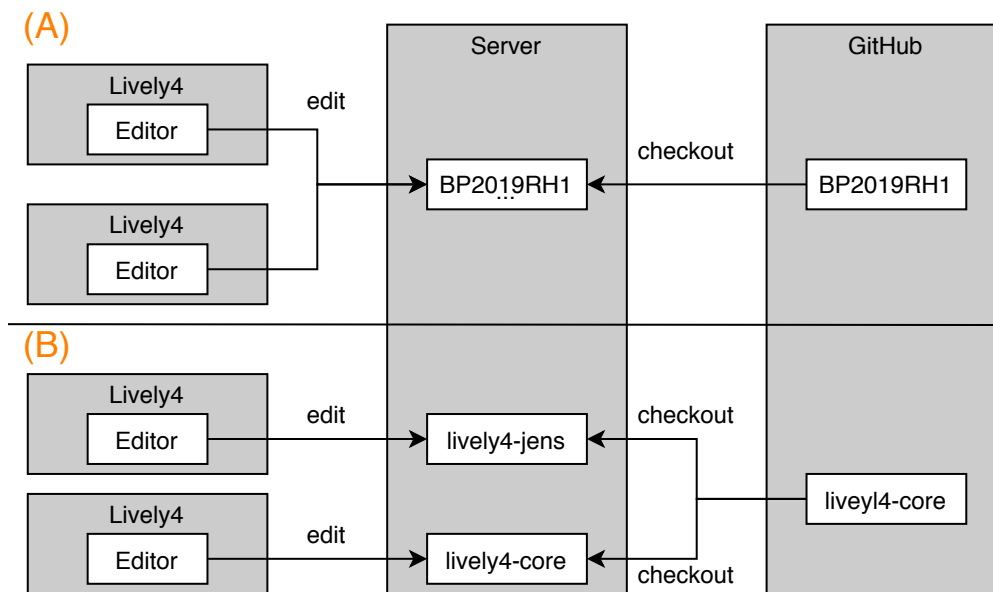 (A)
Server
GitHub
Lively4
Editor
edit
checkout
BP2019RH1
...
BP2019RH1
Lively4
Editor
(B)
Lively4
Editor
edit
lively4-jens
checkout
liveyl4-core
Lively4
Editor
edit
lively4-core
checkout